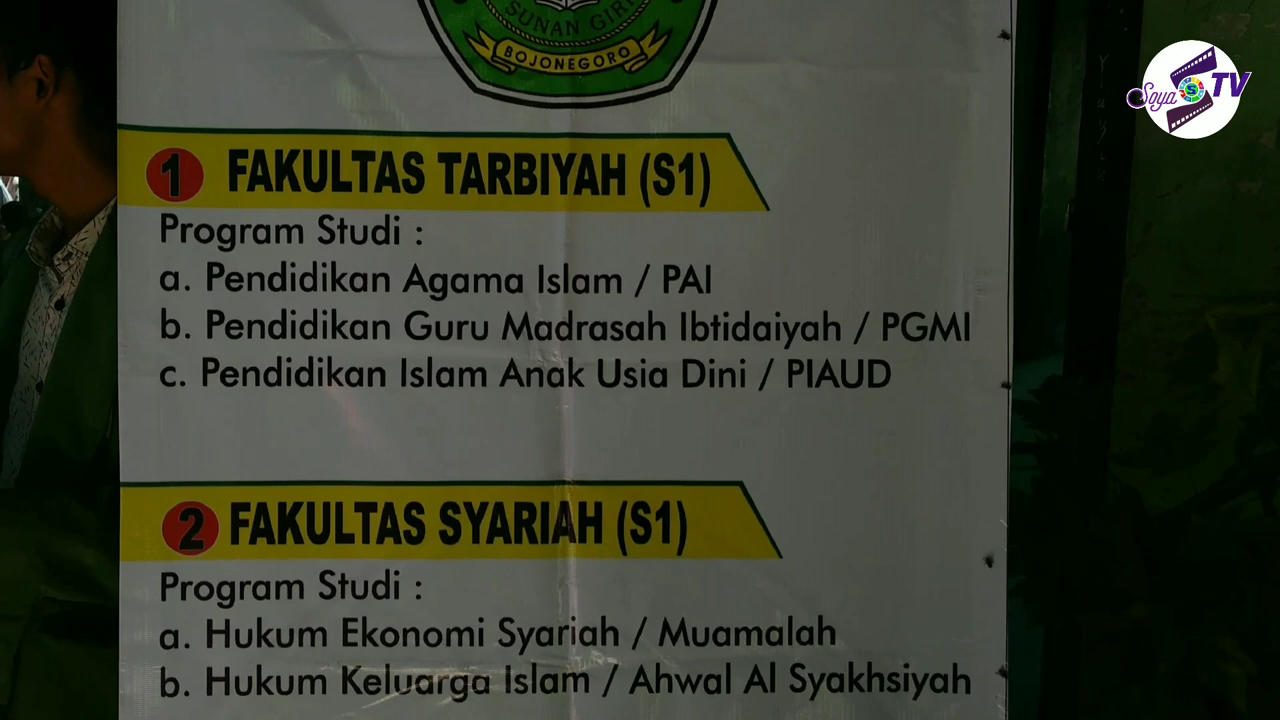 SUNAN GIRI
BOJONEGORO
Soya S TV
1 FAKULTAS TARBIYAH (S1)
Program Studi :
a. Pendidikan Agama Islam / PAI
b. Pendidikan Guru Madrasah Ibtidaiyah / PGMI
c. Pendidikan Islam Anak Usia Dini / PIAUD
2 FAKULTAS SYARIAH (S1)
Program Studi :
a. Hukum Ekonomi Syariah / Muamalah
b. Hukum Keluarga Islam / Ahwal Al Syakhsiyah